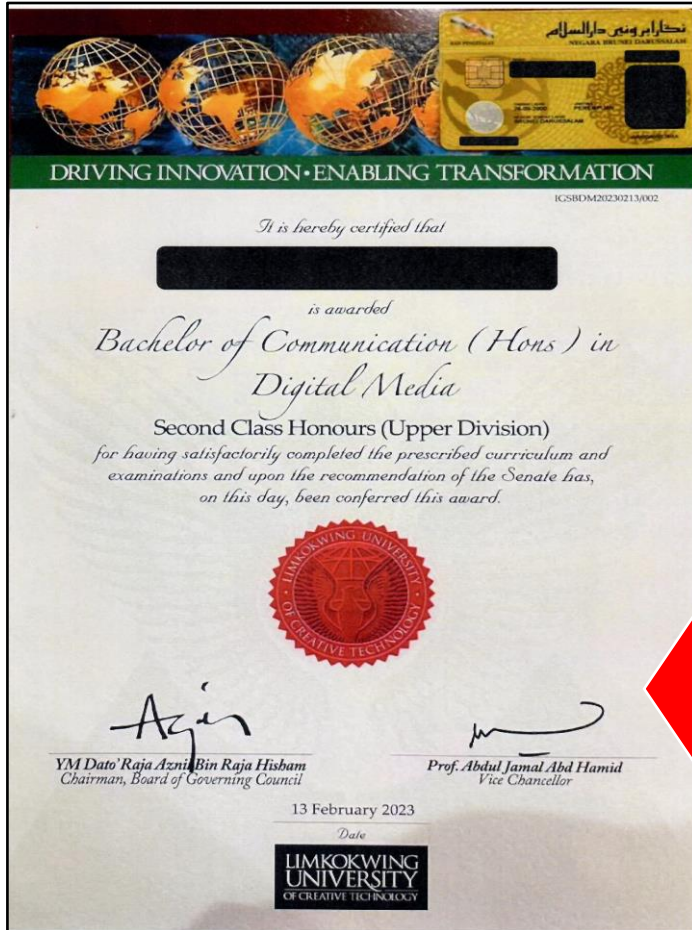 نڬارا بروني دارالسلام
NEGARA BRUNEI DARUSSALAM
BRUNEI DARUSSALAM
DRIVING INNOVATION•ENABLING TRANSFORMATION
IGSBDM20230213/002
It is hereby certified that
is awarded
Bachelor of Communication (Hons) in
Digital Media
Second Class Honours (Upper Division)
for having satisfactorily completed the prescribed curriculum and
examinations and upon the recommendation of the Senate has,
on this day, been conferred this award.
LIMKOKWING UNIVERSITY
OF CREATIVE TECHNOLOGY
YM Dato' Raja Aznil Bin Raja Hisham
Chairman, Board of Governing Council
Prof. Abdul Jamal Abd Hamid
Vice Chancellor
13 February 2023
Date
LIMKOKWING
UNIVERSITY
OF CREATIVE TECHNOLOGY